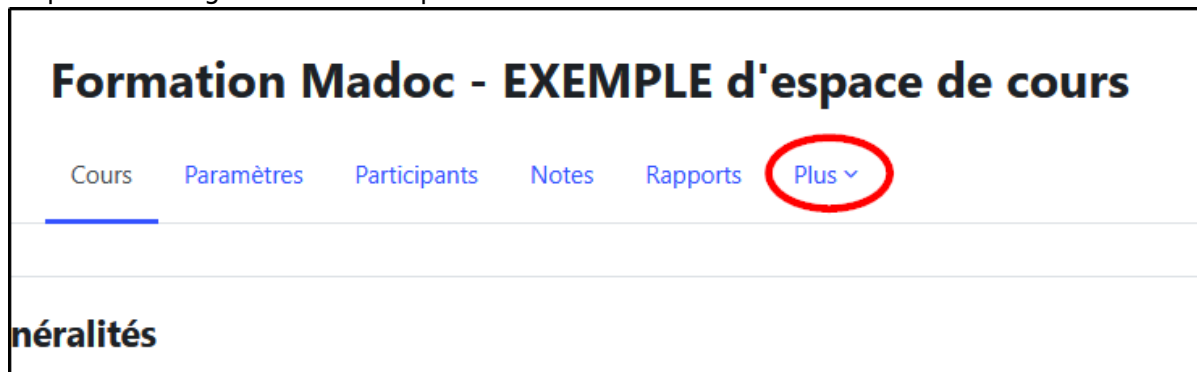 Formation Madoc - EXEMPLE d'espace de cours
Cours Paramètres Participants Notes Rapports Plus
néralités